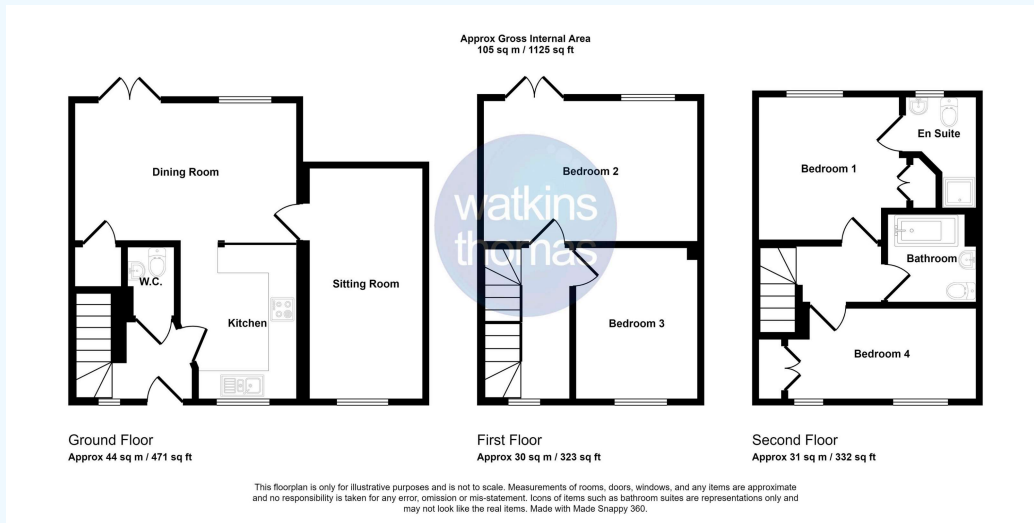 Approx Gross Internal Area
105 sq m / 1125 sq ft
Dining Room
W.C.
Kitchen
Sitting Room
Bedroom 2
watkins
thomas
Bedroom 3
Bedroom 1
En Suite
Bathroom
Bedroom 4
Ground Floor
Approx 44 sq m / 471 sq ft
First Floor
Approx 30 sq m / 323 sq ft
Second Floor
Approx 31 sq m / 332 sq ft
This floorplan is only for illustrative purposes and is not to scale. Measurements of rooms, doors, windows, and any items are approximate
and no responsibility is taken for any error, omission or mis-statement. Icons of items such as bathroom suites are representations only and
may not look like the real items. Made with Made Snappy 360.